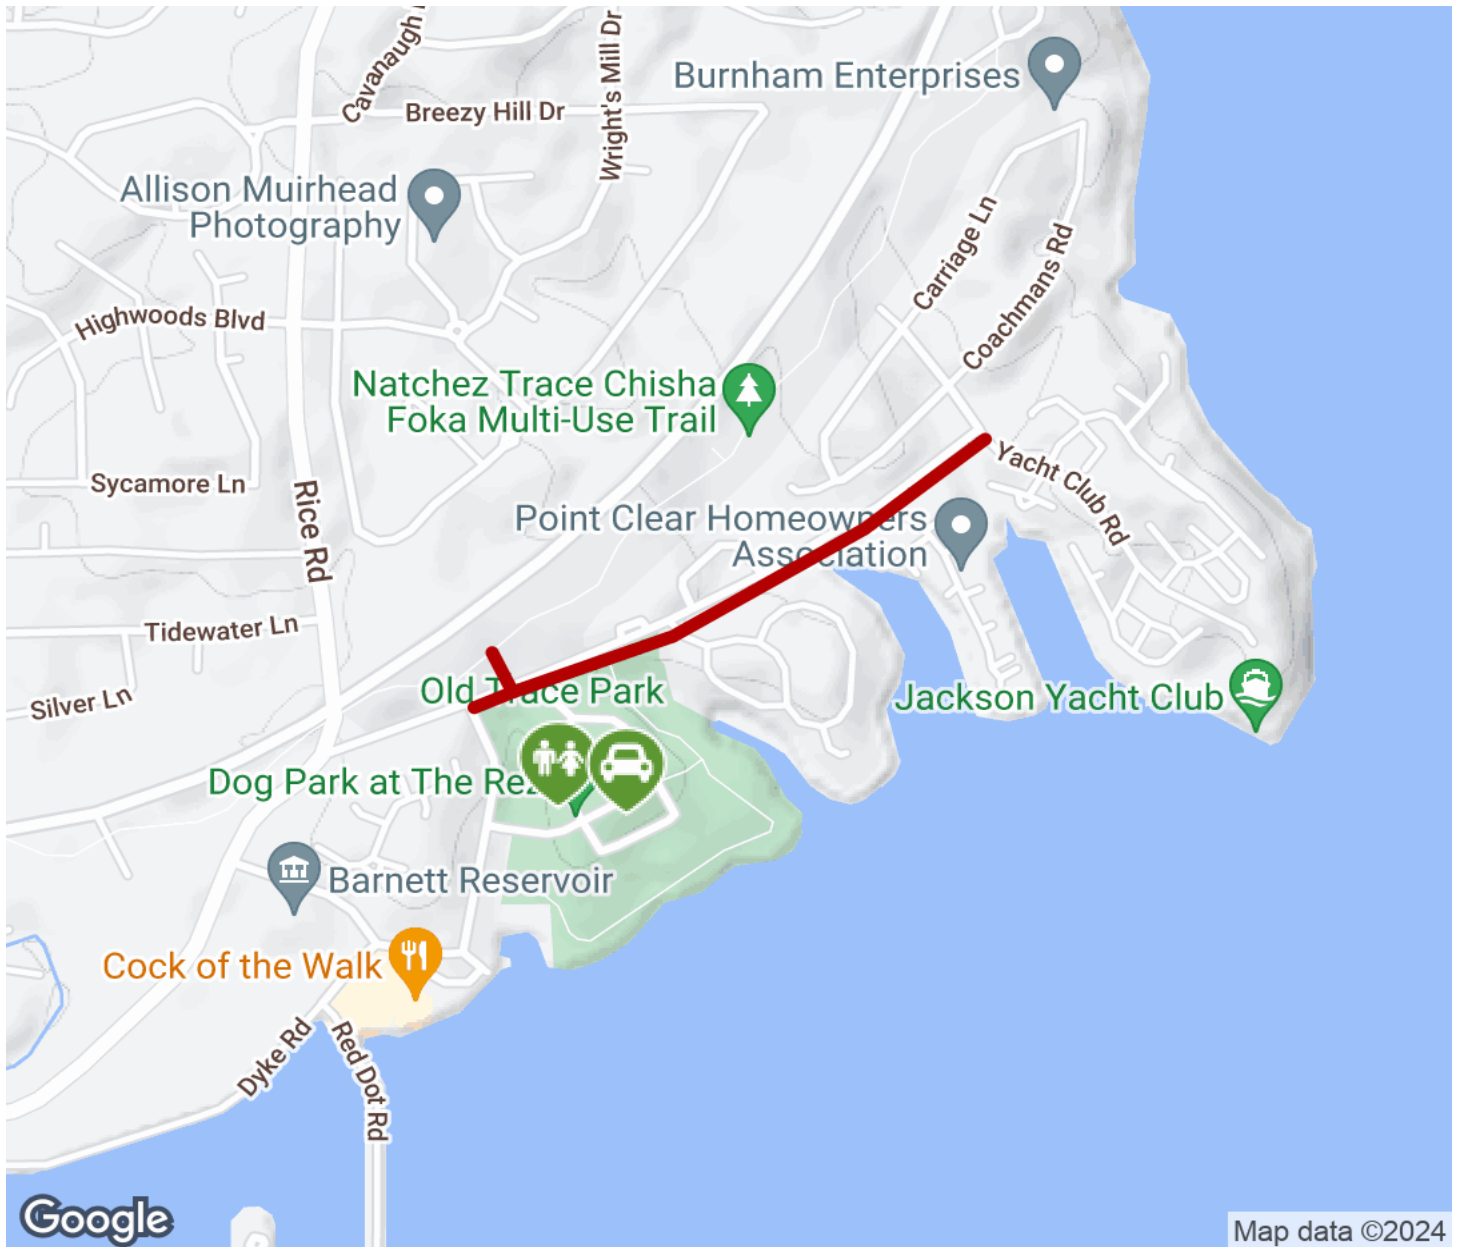 Cavanaugh
Wright's Mill Dr
Burnham Enterprises
Breezy Hill Dr
Allison Muirhead
Photography
Carriage Ln
Coachmans Rd
Highwoods Blvd
Natchez Trace Chisha
Foka Multi-Use Trail
Yacht Club Rd
Sycamore Ln
Rice Rd
Point Clear Homeowners
Association
Tidewater Ln
Silver Ln
Old Trace Park
Jackson Yacht Club
Dog Park at The Rez
Barnett Reservoir
Cock of the Walk
Dyke Rd
Red Dot Rd
Google
Map data ©2024